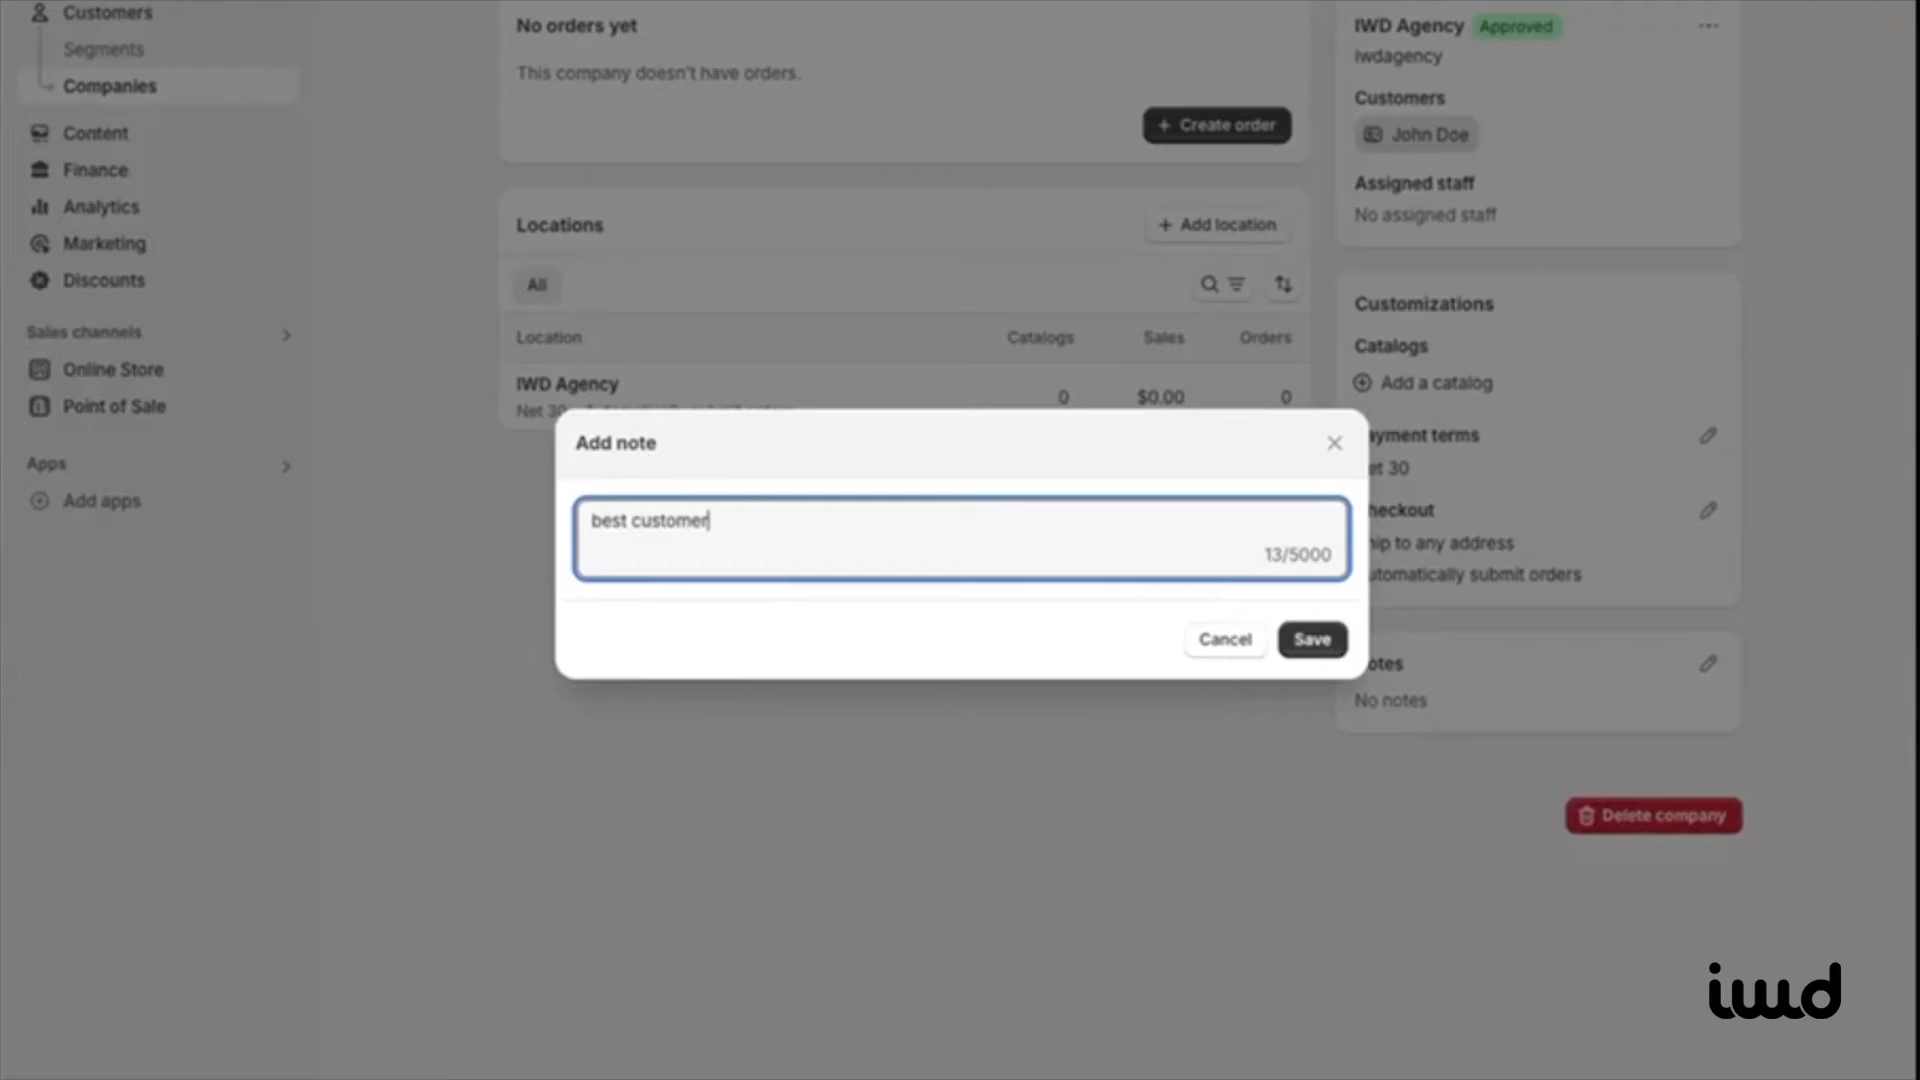 Customers
Segments
Companies
Content
Finance
Analytics
Marketing
Discounts
Sales channels
Online Store
Point of Sale
Apps
Add apps
No orders yet
This company doesn't have orders.
+ Create order
Locations
+ Add location
All
Location Catalogs Sales Orders
IWD Agency
0 $0.00 0
Net 30
Add note
best customer
13/5000
Cancel Save
IWD Agency Approved
iwdagency
Customers
John Doe
Assigned staff
No assigned staff
Customizations
Catalogs
Add a catalog
ayment terms
et 30
heckout
ip to any address
utomatically submit orders
otes
No notes
Delete company
iwd